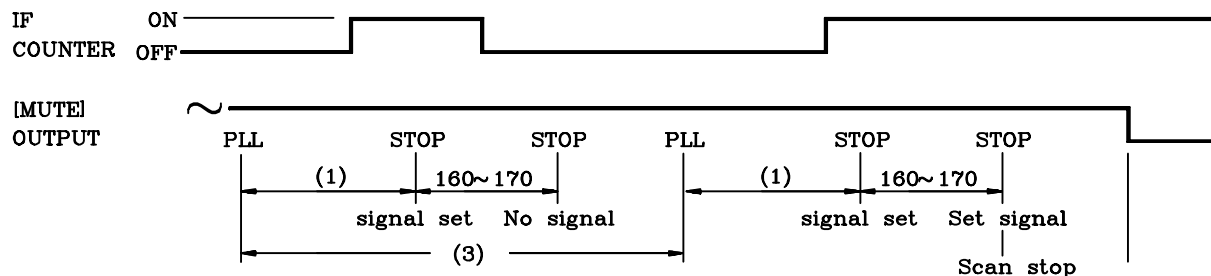 IF ON
COUNTER OFF
[MUTE]
OUTPUT
PLL STOP STOP PLL STOP STOP
(1) 160~170 (1) 160~170
signal set No signal signal set Set signal
(3)
Scan stop